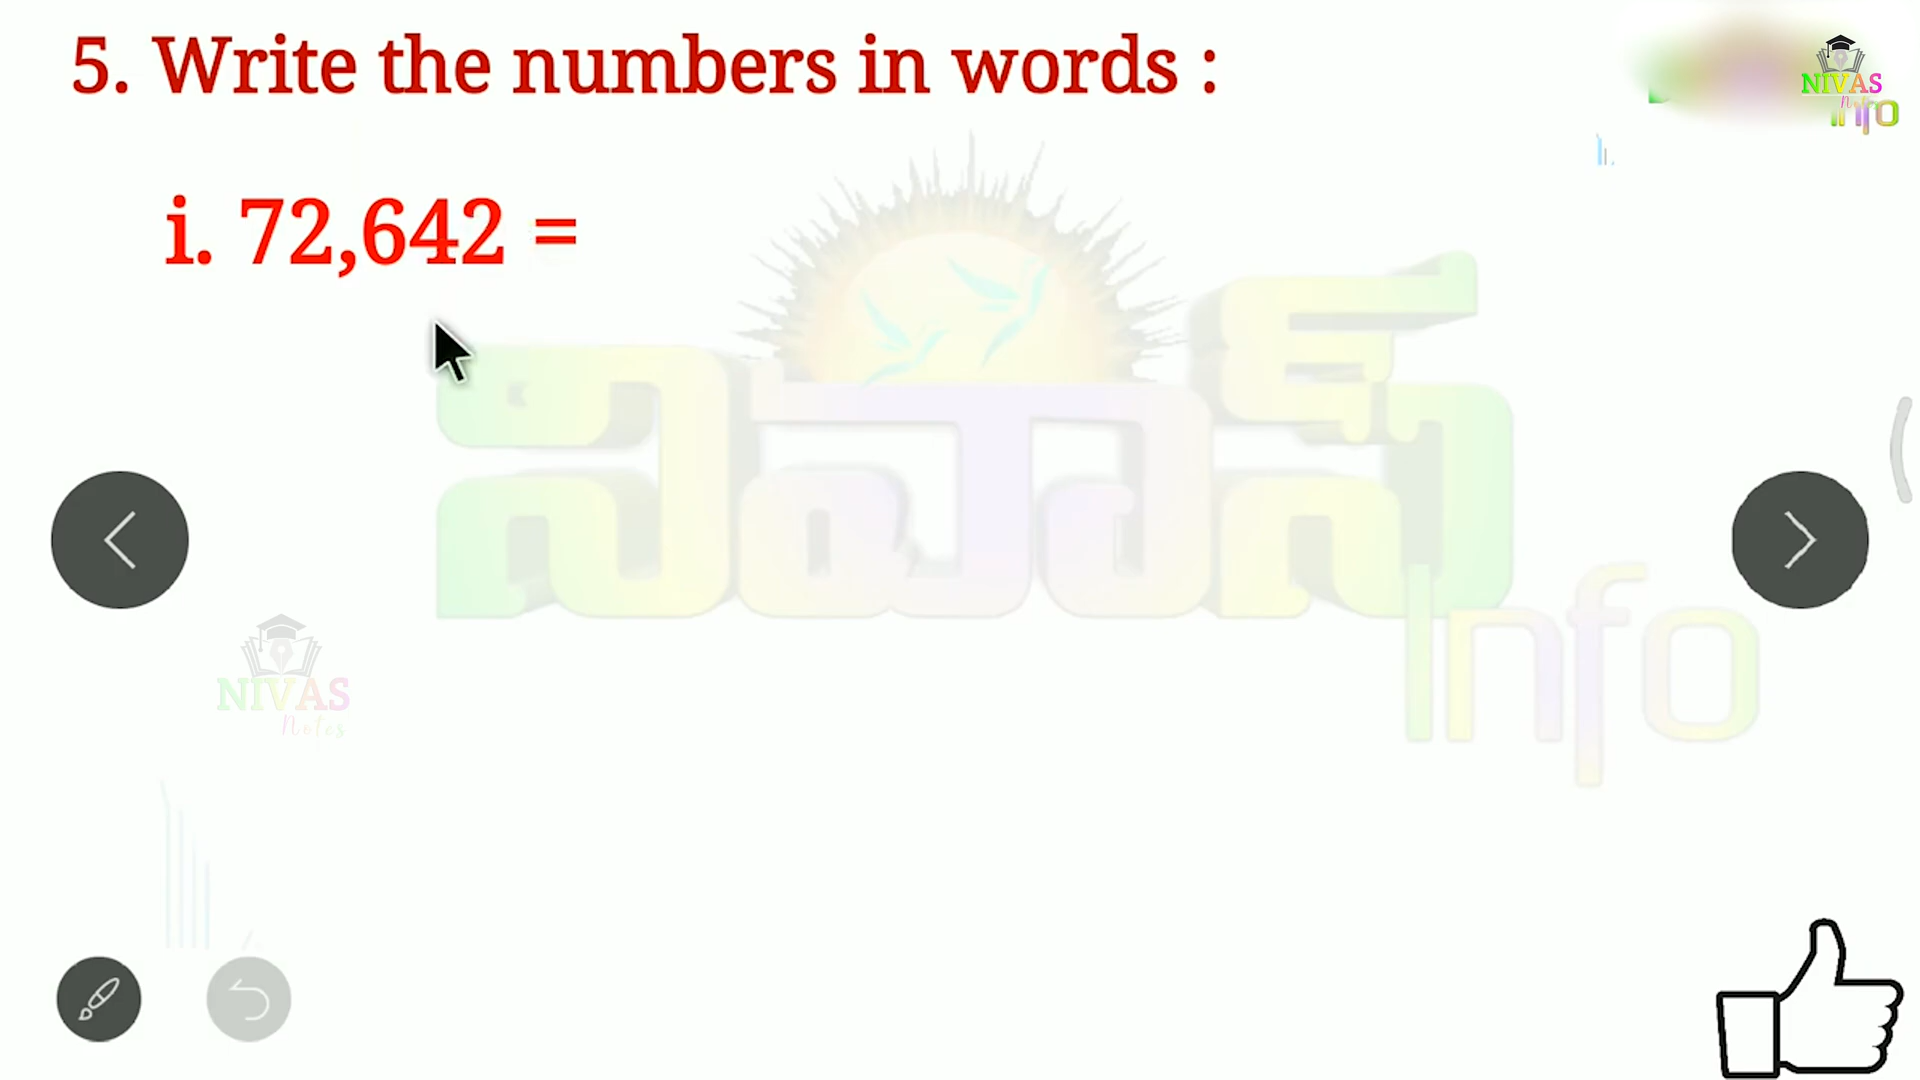 5. Write the numbers in words :
NIVAS
info
i. 72,642 =
నివాస్
info
NIVAS
Notes